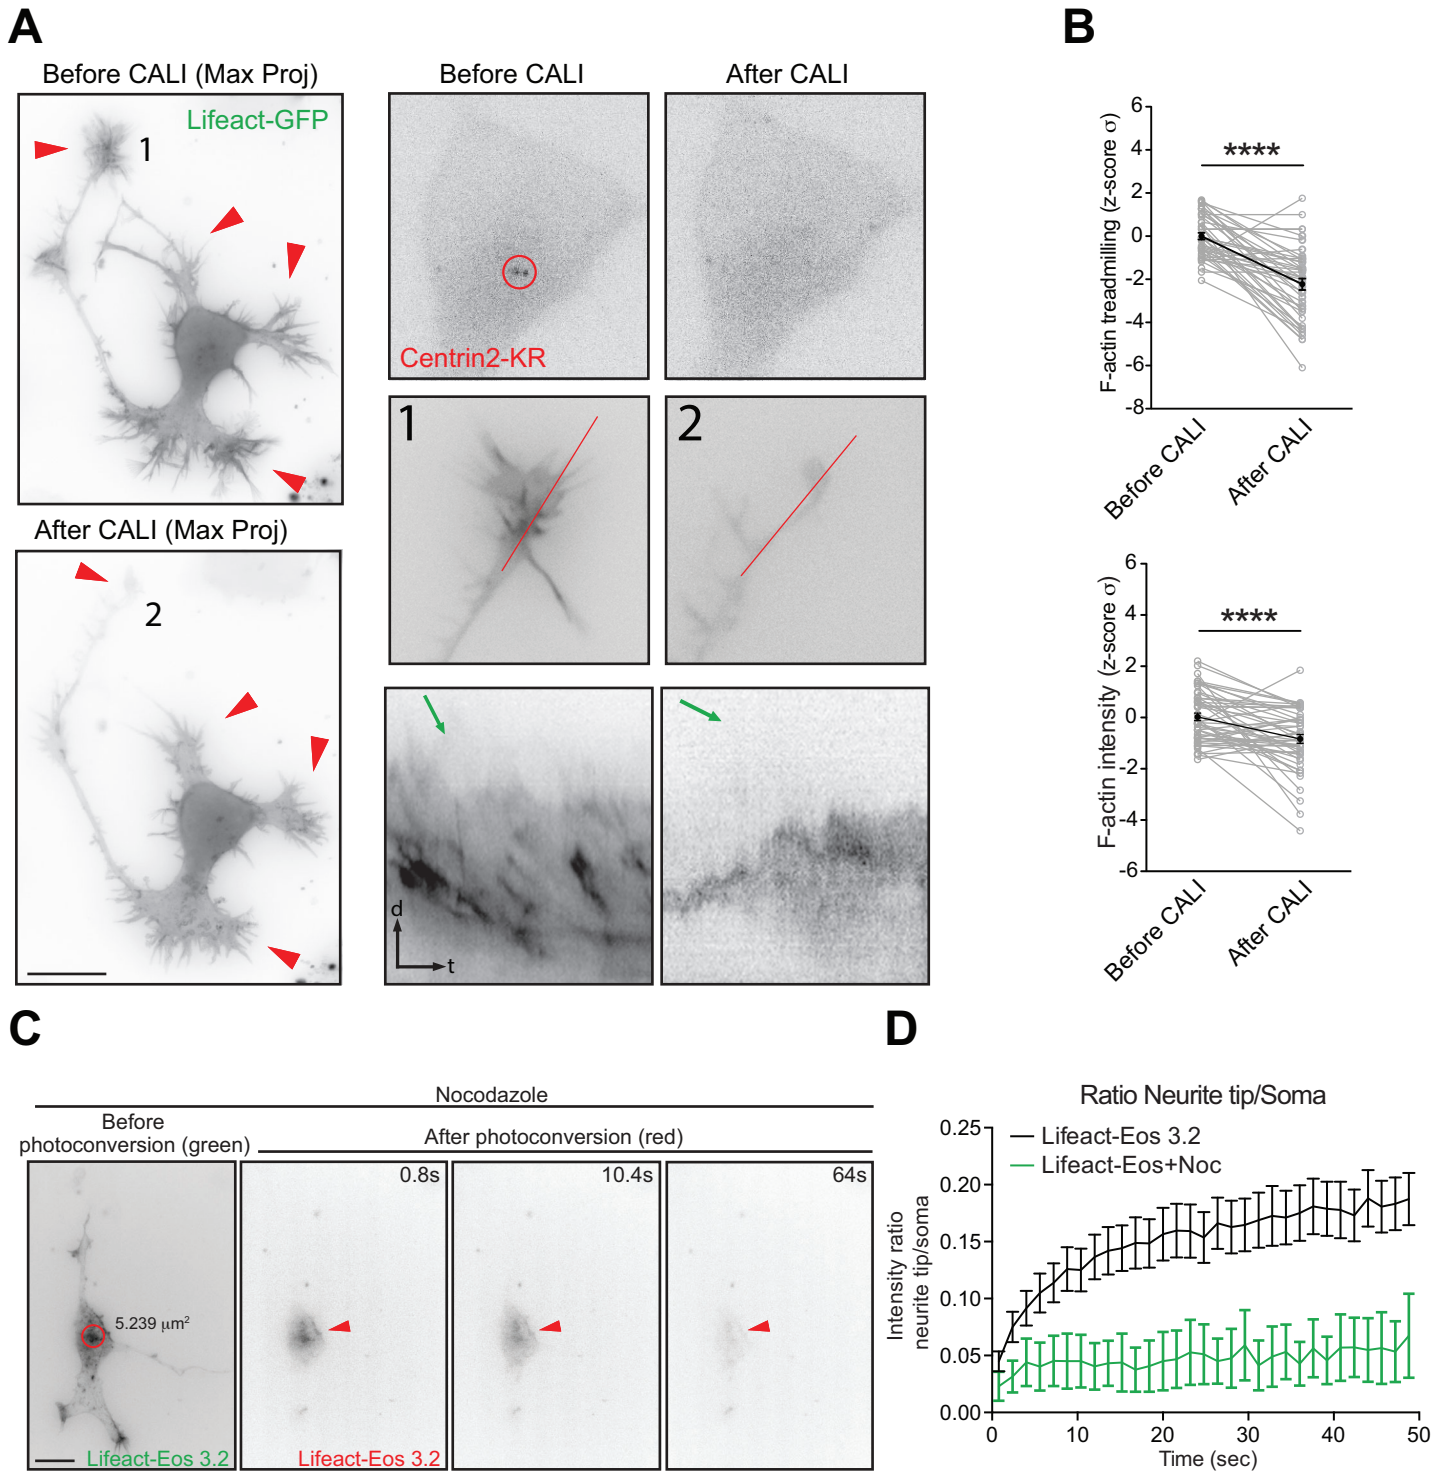 A
Before CALI (Max Proj)
Lifeact-GFP
1
After CALI (Max Proj)
2
Before CALI
After CALI
Centrin2-KR
1
2
d
t
B
F-actin treadmilling (z-score σ)
6
4
2
0
-2
-4
-6
-8
****
Before CALI
After CALI
F-actin intensity (z-score σ)
6
4
2
0
-2
-4
-6
****
Before CALI
After CALI
C
Nocodazole
Before
photoconversion (green)
After photoconversion (red)
5.239 μm²
Lifeact-Eos 3.2
0.8s
Lifeact-Eos 3.2
10.4s
64s
D
Ratio Neurite tip/Soma
Lifeact-Eos 3.2
Lifeact-Eos+Noc
Intensity ratio
neurite tip/soma
0.25
0.20
0.15
0.10
0.05
0.00
0
10
20
30
40
50
Time (sec)